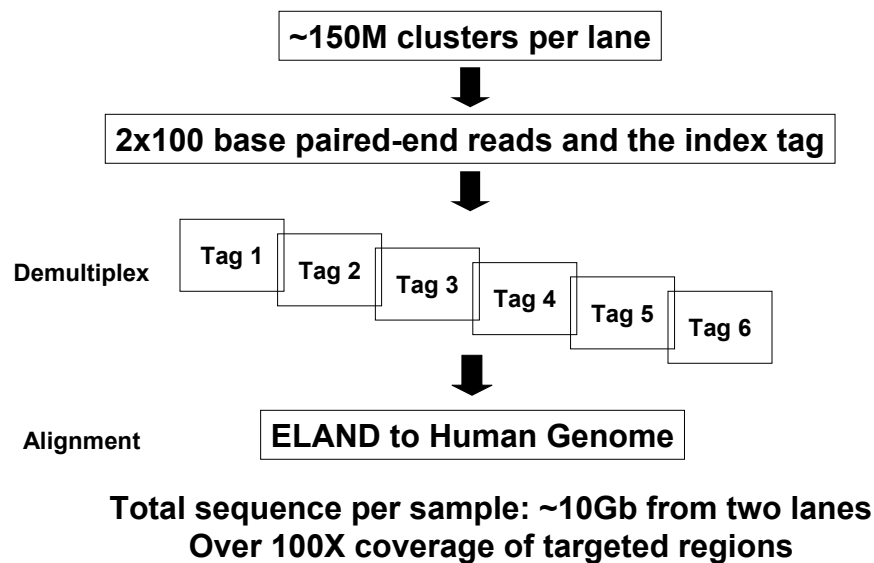 ~150M clusters per lane
2x100 base paired-end reads and the index tag
Demultiplex
Tag 1
Tag 2
Tag 3
Tag 4
Tag 5
Tag 6
Alignment
ELAND to Human Genome
Total sequence per sample: ~10Gb from two lanes
Over 100X coverage of targeted regions